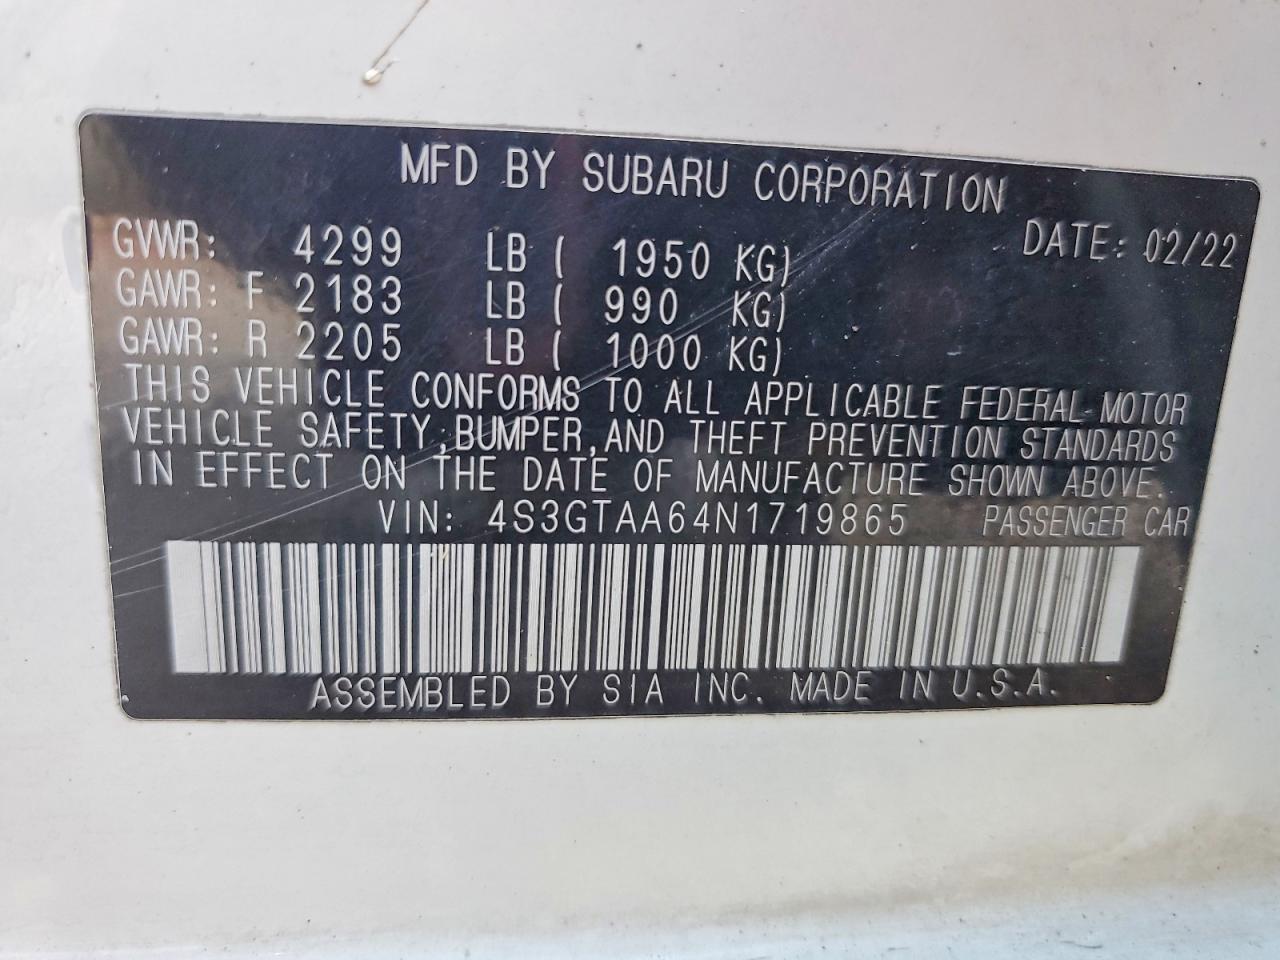 MFD BY SUBARU CORPORATION
GVWR: 4299 LB ( 1950 KG) DATE: 02/22
GAWR: F 2183 LB ( 990 KG)
GAWR: R 2205 LB ( 1000 KG)
THIS VEHICLE CONFORMS TO ALL APPLICABLE FEDERAL MOTOR
VEHICLE SAFETY,BUMPER,AND THEFT PREVENTION STANDARDS
IN EFFECT ON THE DATE OF MANUFACTURE SHOWN ABOVE.
VIN: 4S3GTAA64N1719865 PASSENGER CAR
ASSEMBLED BY SIA INC. MADE IN U.S.A.